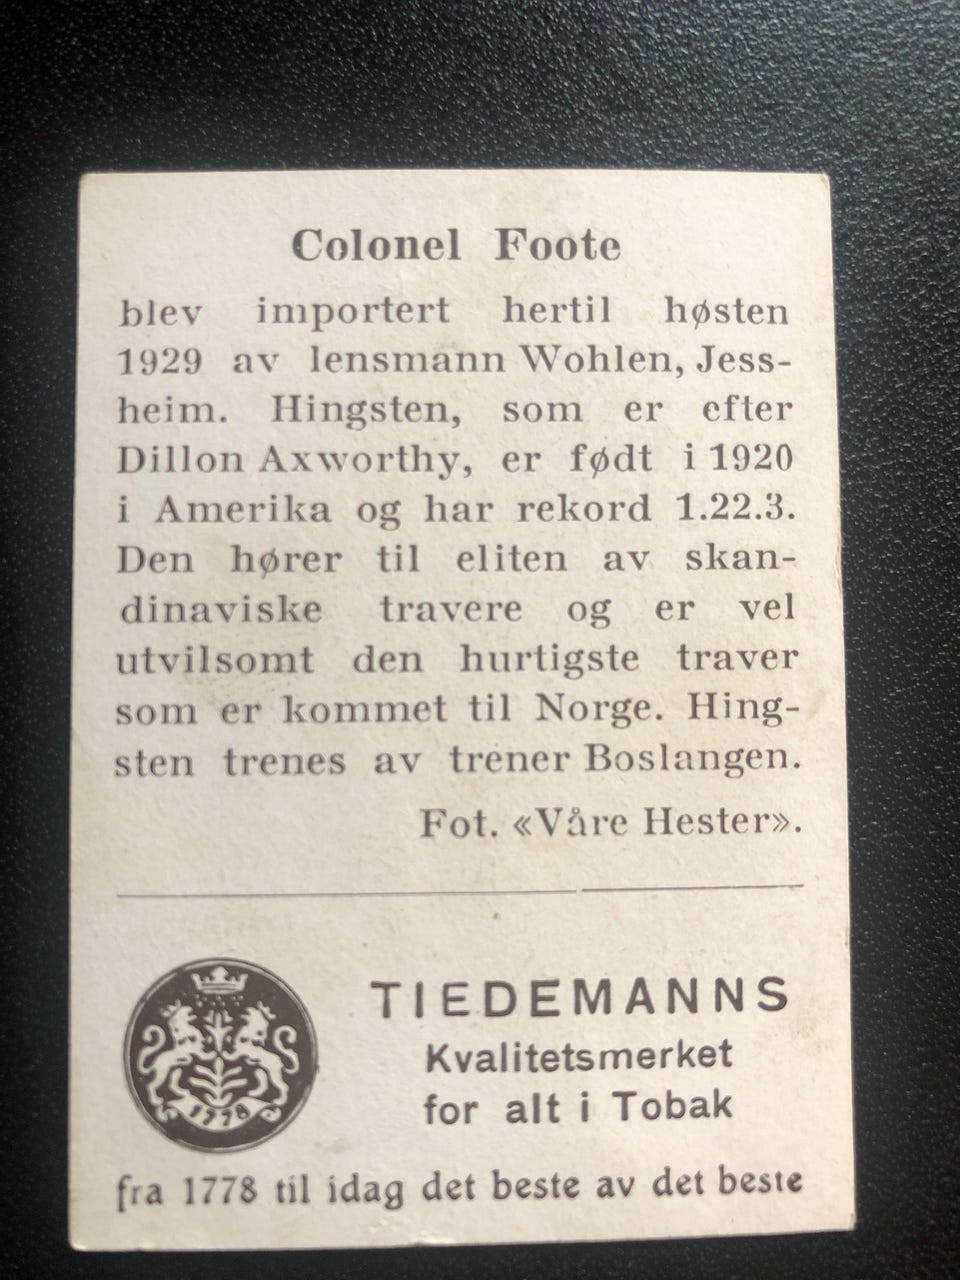 Colonel Foote
blev importert hertil høsten
1929 av lensmann Wohlen, Jess-
heim. Hingsten, som er efter
Dillon Axworthy, er født i 1920
i Amerika og har rekord 1.22.3.
Den hører til eliten av skan-
dinaviske travere og er vel
utvilsomt den hurtigste traver
som er kommet til Norge. Hing-
sten trenes av trener Boslangen.
Fot. «Våre Hester».
1778
TIEDEMANNS
Kvalitetsmerket
for alt i Tobak
fra 1778 til idag det beste av det beste